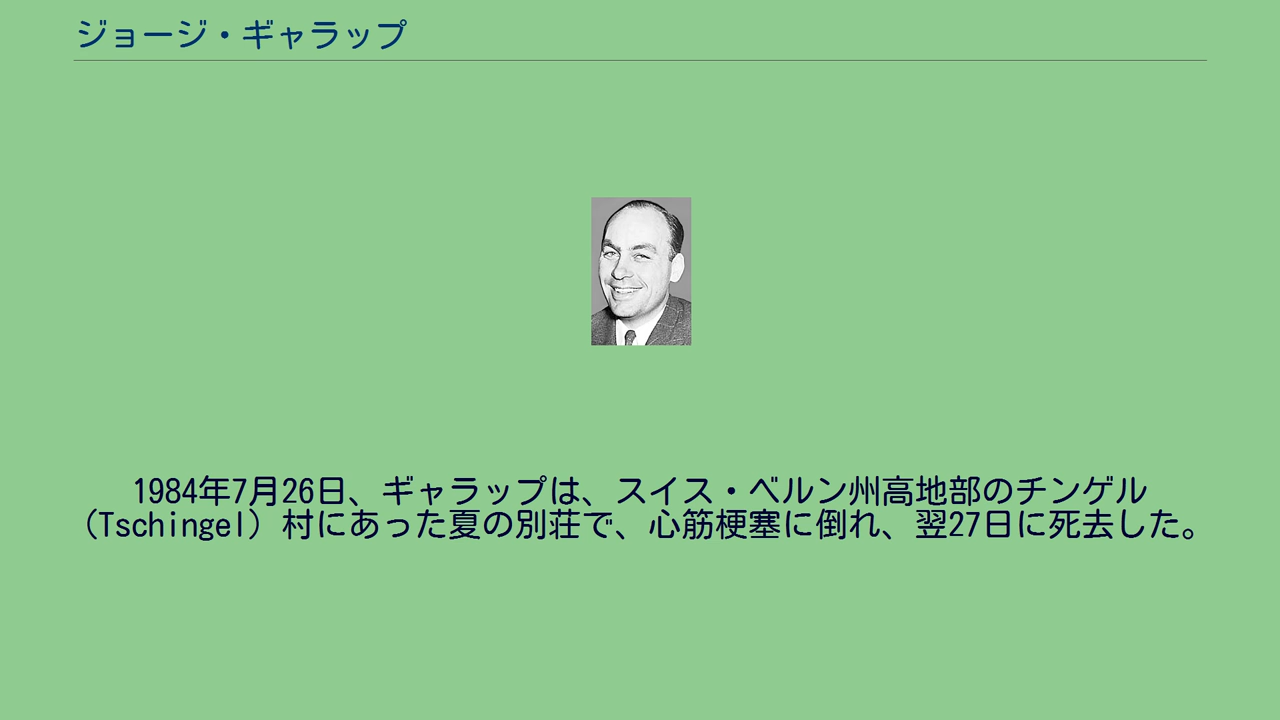 ジョージ・ギャラップ
1984年7月26日、ギャラップは、スイス・ベルン州高地部のチンゲル
（Tschingel）村にあった夏の別荘で、心筋梗塞に倒れ、翌27日に死去した。